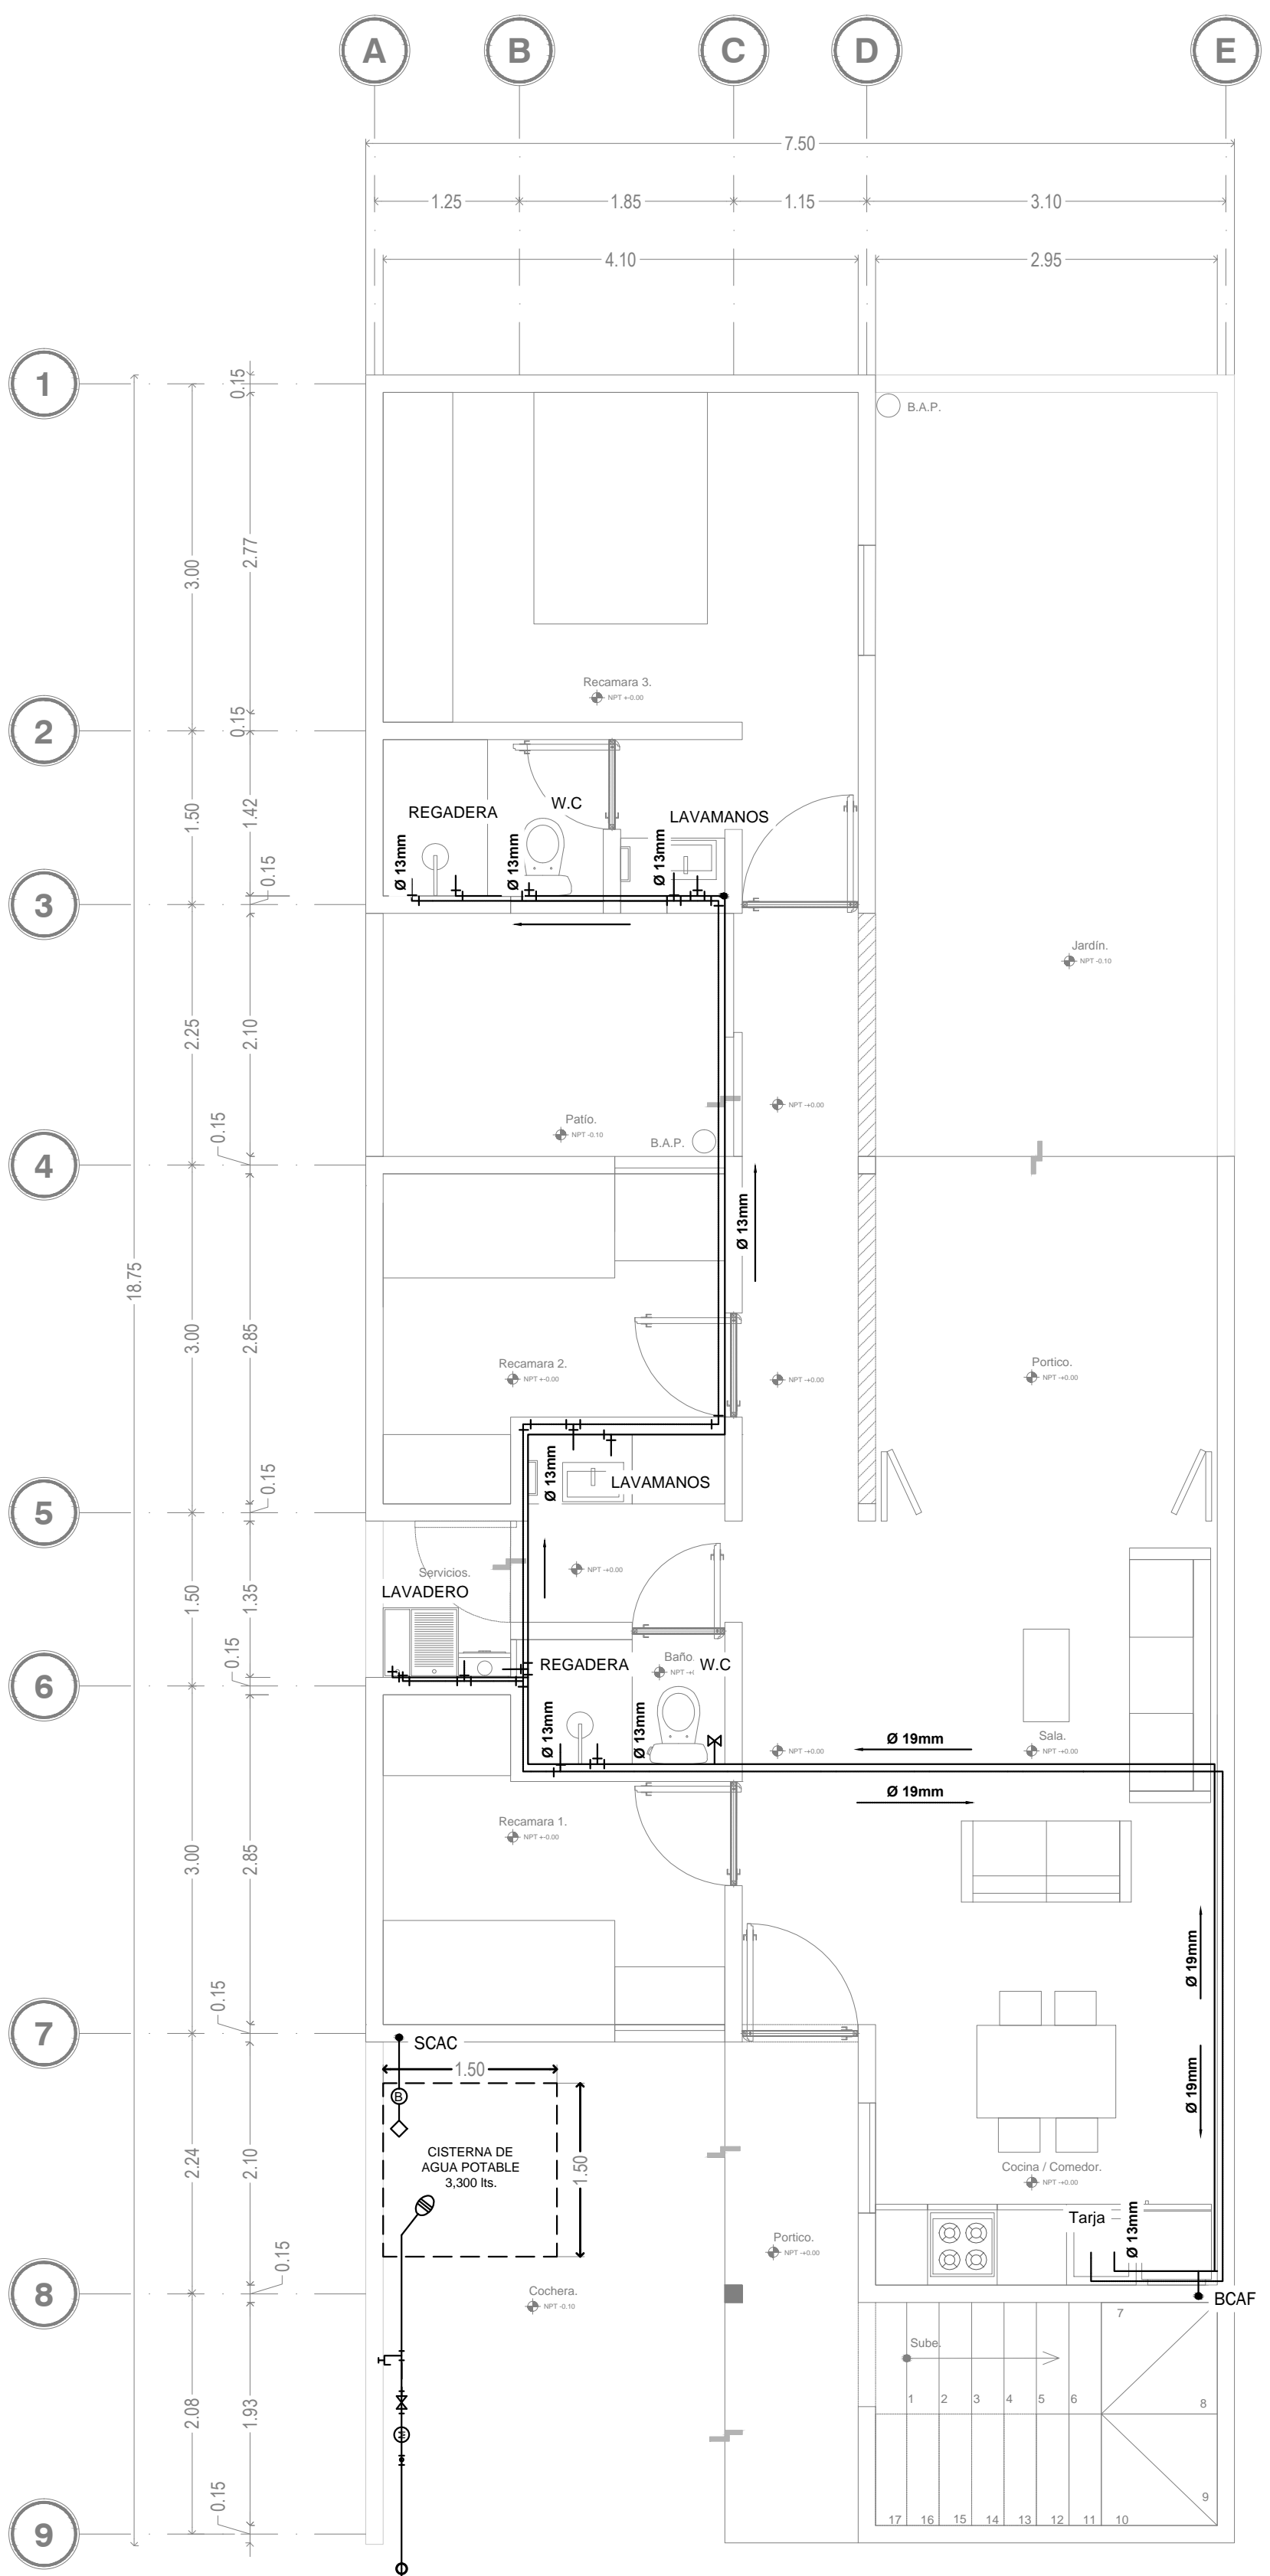 A B C D E
7.50
1.25 1.85 1.15 3.10
4.10 2.95
1
0.15
B.A.P.
2.77
3.00
Recamara 3.
NPT +-0.00
0.15
2
W.C
REGADERA
LAVAMANOS
1.50
1.42
Ø 13mm
Ø 13mm
Ø 13mm
0.15
3
Jardín.
NPT -0.10
2.25
2.10
NPT -+0.00
Patío.
NPT -0.10
B.A.P.
0.15
4
Ø 13mm
18.75
3.00
2.85
Recamara 2.
NPT +-0.00
NPT -+0.00
Portico.
NPT -+0.00
Ø 13mm
LAVAMANOS
0.15
5
Servicios.
NPT -+0.00
LAVADERO
1.50
1.35
0.15
REGADERA
Baño.
W.C
6
Ø 13mm
Ø 13mm
Ø 19mm
Sala.
NPT -+0.00
NPT -+0.00
Ø 19mm
Recamara 1.
NPT +-0.00
3.00
2.85
Ø 19mm
0.15
7
SCAC
1.50
Ø 19mm
B
CISTERNA DE
AGUA POTABLE
3,300 lts.
1.50
2.24
2.10
Cocina / Comedor.
NPT -+0.00
Tarja
Ø 13mm
Portico.
NPT -+0.00
0.15
8
Cochera.
NPT -0.10
BCAF
7
Sube.
1 2 3 4 5 6
8
2.08
1.93
M
9
0.15
17 16 15 14 13 12 11 10
9